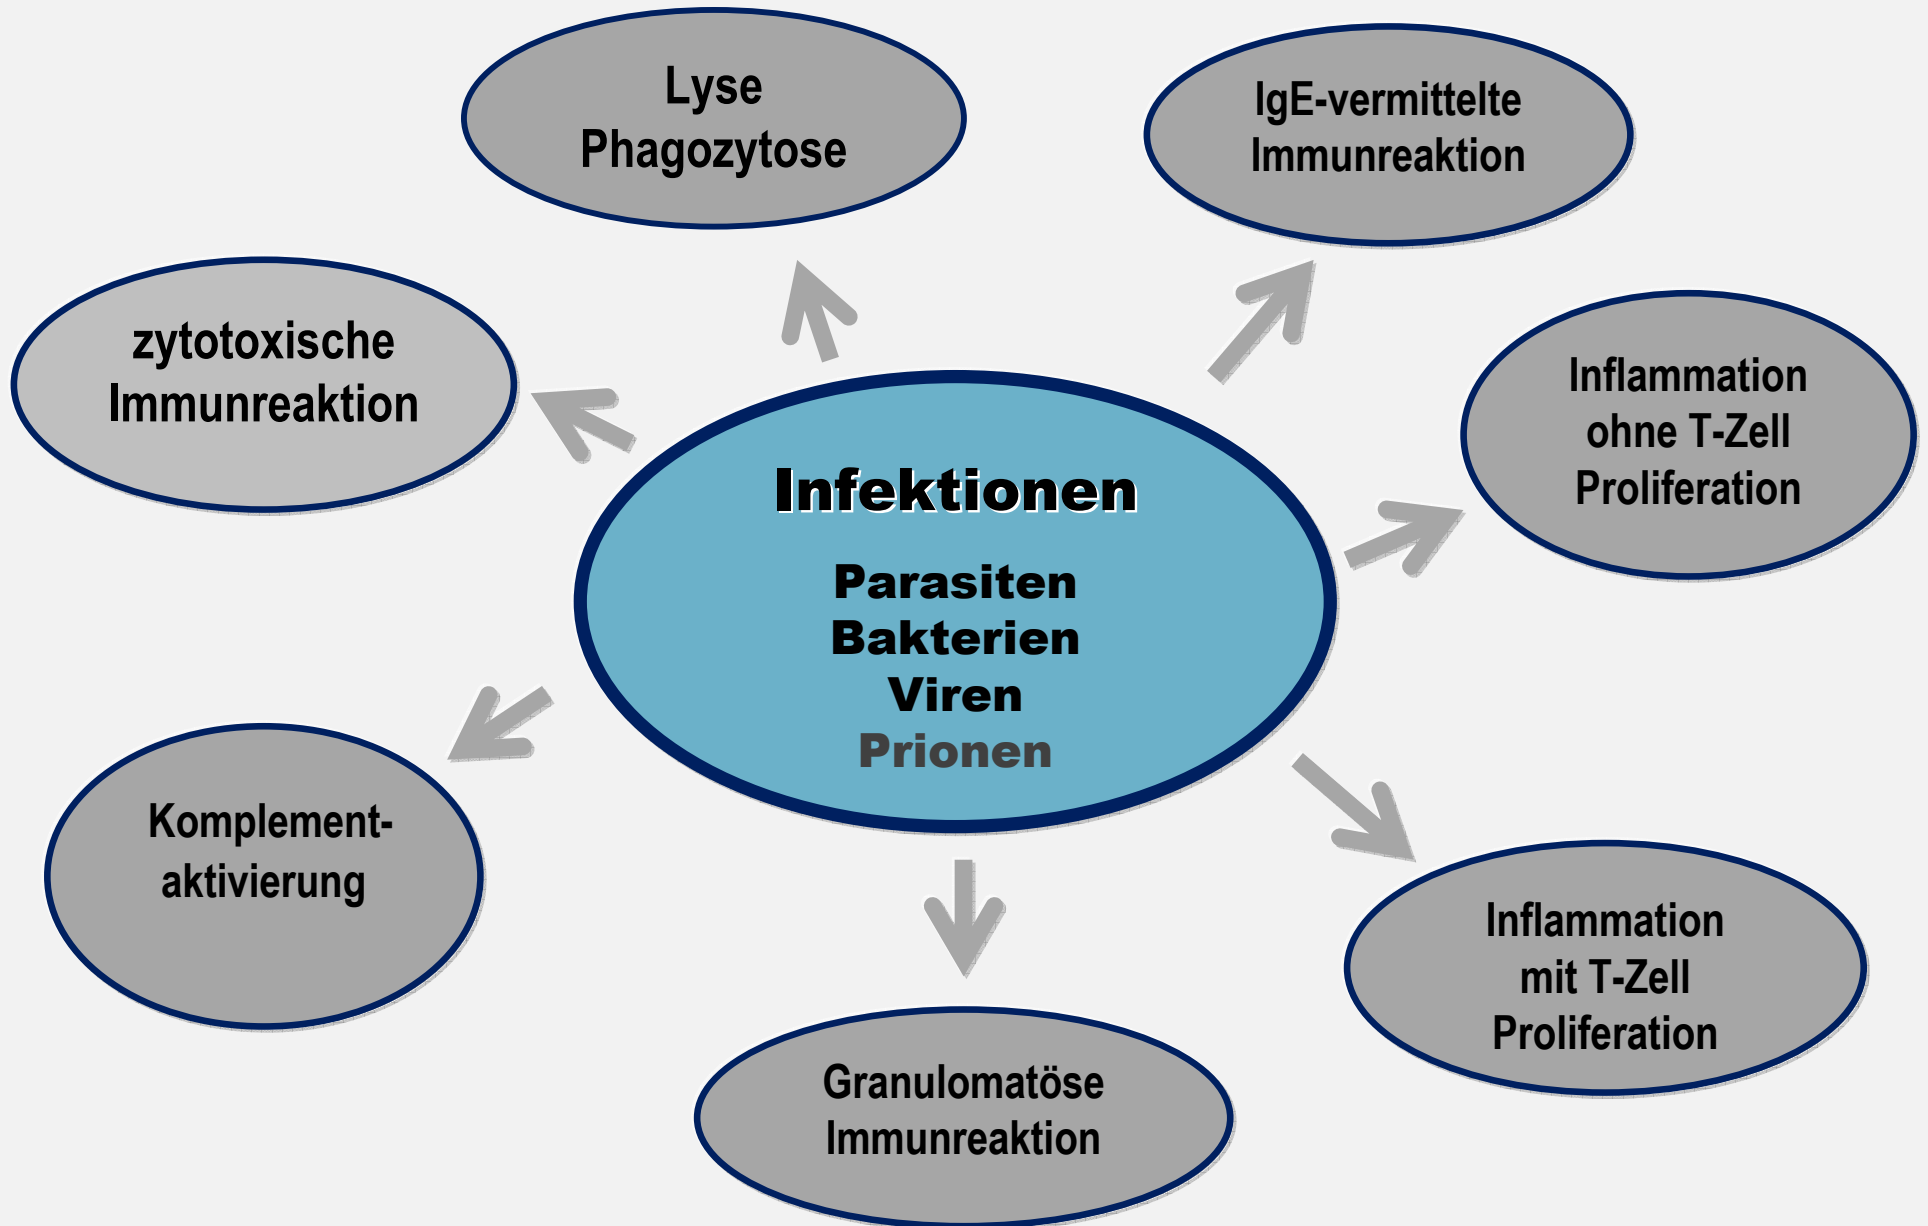 Lyse
Phagozytose
IgE-vermittelte
Immunreaktion
zytotoxische
Immunreaktion
Inflammation
ohne T-Zell
Proliferation
Infektionen
Parasiten
Bakterien
Viren
Prionen
Komplement-
aktivierung
Inflammation
mit T-Zell
Proliferation
Granulomatöse
Immunreaktion